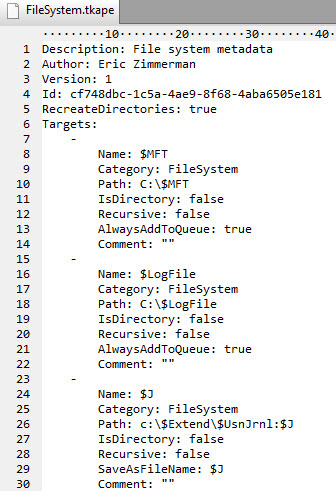 FileSystem.tkape
10 20 30 40
1 Description: File system metadata
2 Author: Eric Zimmerman
3 Version: 1
4 Id: cf748dbc-1c5a-4ae9-8f68-4aba6505e181
5 RecreateDirectories: true
6 Targets:
7 -
8 Name: $MFT
9 Category: FileSystem
10 Path: C:\$MFT
11 IsDirectory: false
12 Recursive: false
13 AlwaysAddToQueue: true
14 Comment: ""
15 -
16 Name: $LogFile
17 Category: FileSystem
18 Path: C:\$LogFile
19 IsDirectory: false
20 Recursive: false
21 AlwaysAddToQueue: true
22 Comment: ""
23 -
24 Name: $J
25 Category: FileSystem
26 Path: c:\$Extend\$UsnJrnl:$J
27 IsDirectory: false
28 Recursive: false
29 SaveAsFileName: $J
30 Comment: ""